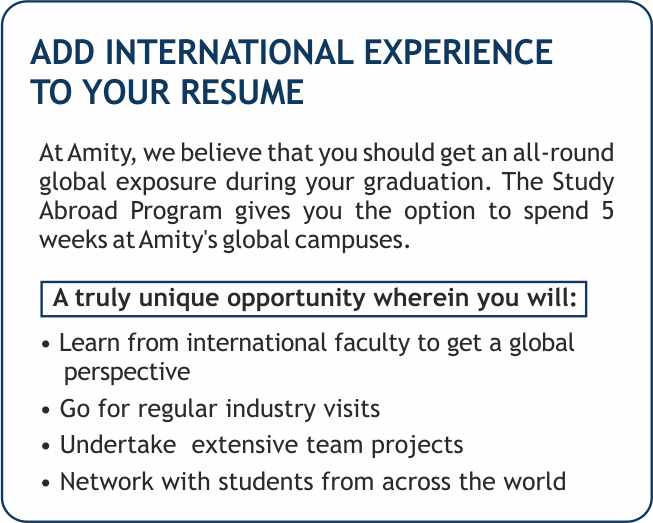 ADD INTERNATIONAL EXPERIENCE
TO YOUR RESUME
At Amity, we believe that you should get an all-round
global exposure during your graduation. The Study
Abroad Program gives you the option to spend 5
weeks at Amity's global campuses.
A truly unique opportunity wherein you will:
• Learn from international faculty to get a global
perspective
• Go for regular industry visits
• Undertake  extensive team projects
• Network with students from across the world